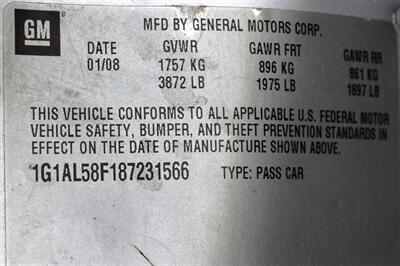 GM
MFD BY GENERAL MOTORS CORP.
DATE GVWR GAWR FRT GAWR RR
01/08 1757 KG 896 KG 861 KG
3872 LB 1975 LB 1897 LB
THIS VEHICLE CONFORMS TO ALL APPLICABLE U.S. FEDERAL MOTOR
VEHICLE SAFETY, BUMPER, AND THEFT PREVENTION STANDARDS IN
EFFECT ON THE DATE OF MANUFACTURE SHOWN ABOVE.
1G1AL58F187231566 TYPE: PASS CAR